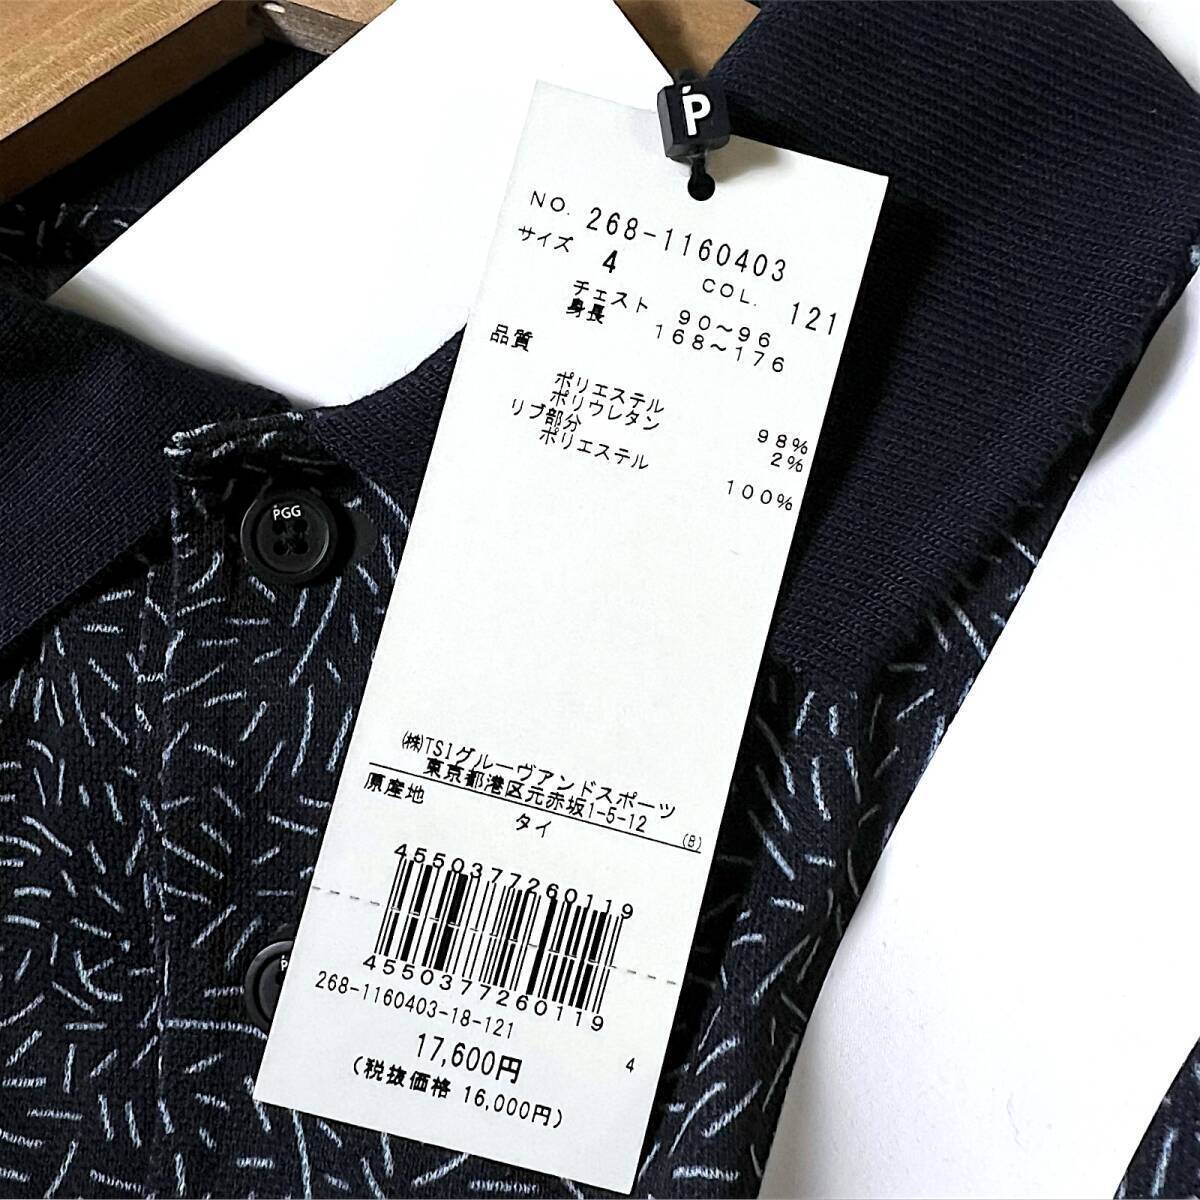 P
NO. 268-1160403
サイズ 4 COL. 121
チェスト 90～96
身長 168～176
品質
ポリエステル 98%
ポリウレタン 2%
リブ部分
ポリエステル 100%
㈱TSIグルーヴアンドスポーツ
東京都港区元赤坂1-5-12 (8)
原産地 タイ
4550377260119
4550377260119
268-1160403-18-121 4
17,600円
(税抜価格 16,000円)
PGG
P